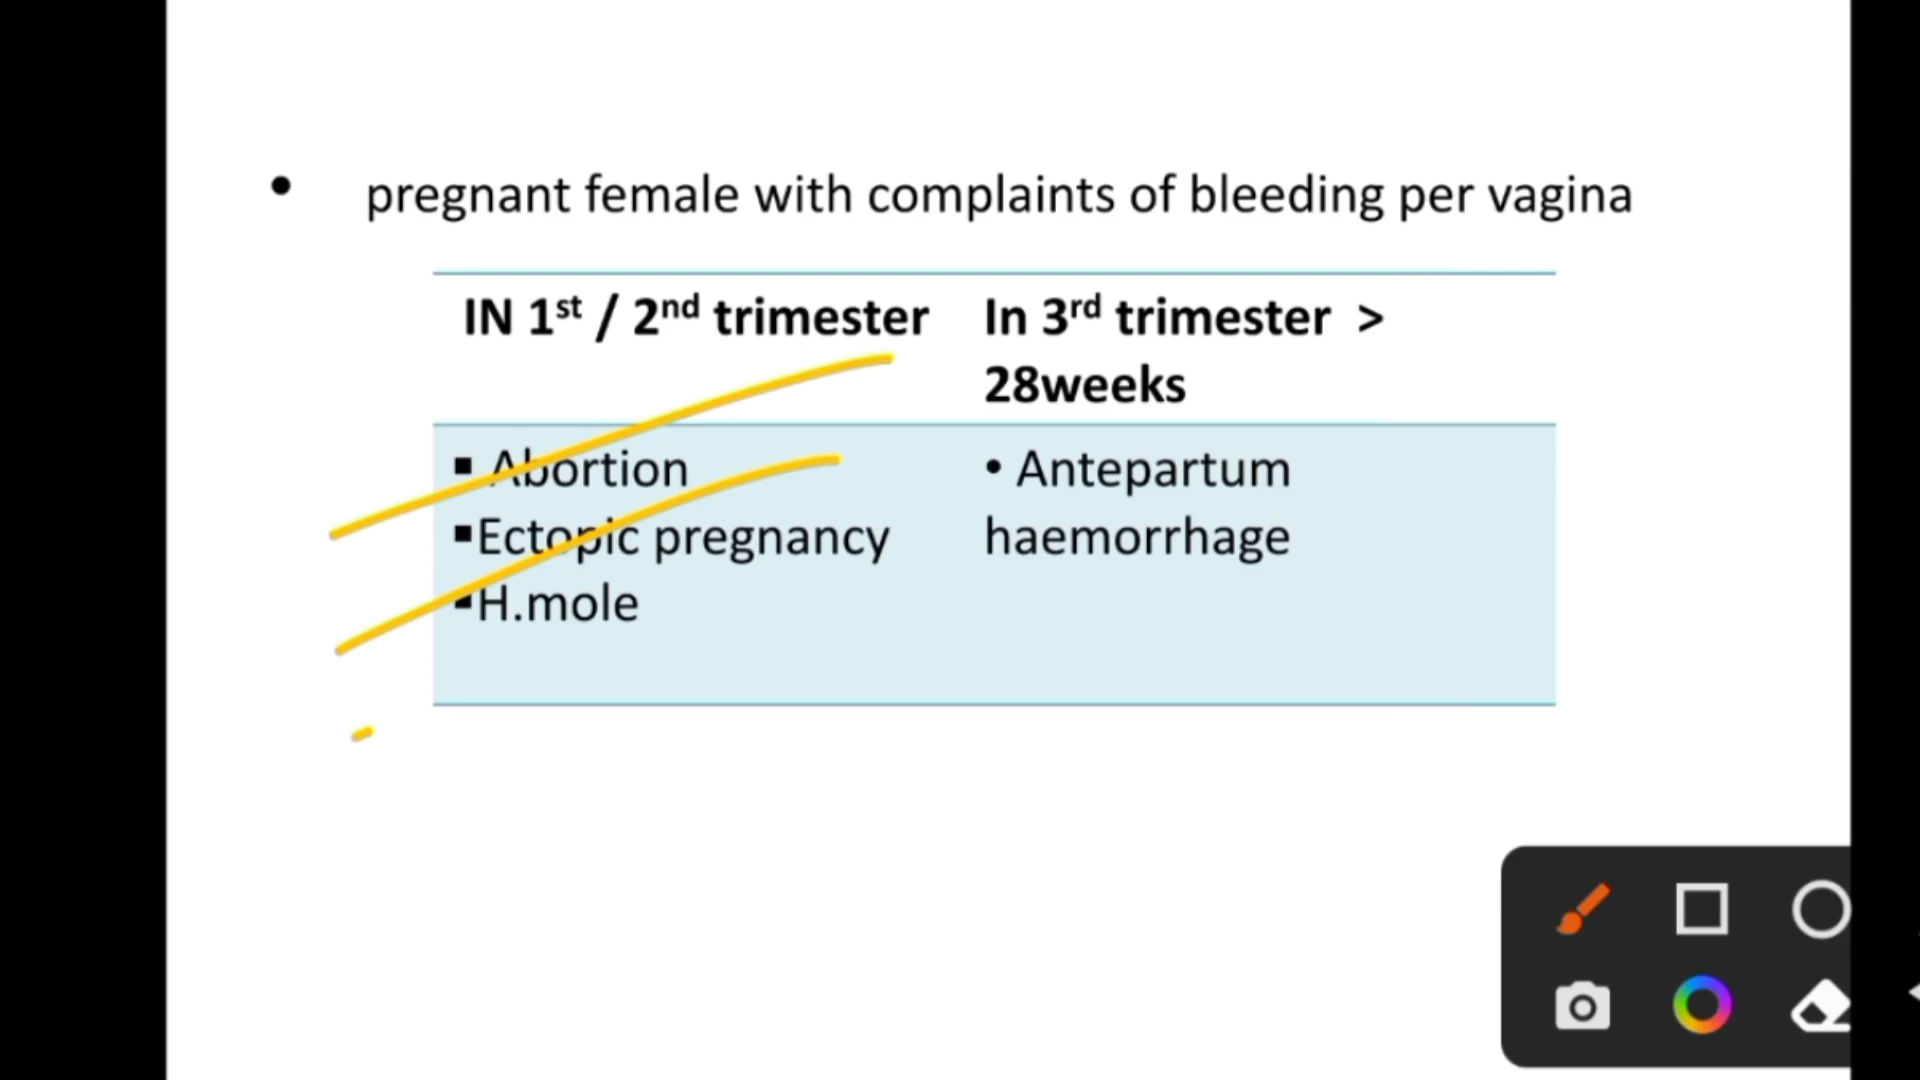 • pregnant female with complaints of bleeding per vagina
IN 1st / 2nd trimester
In 3rd trimester >
28weeks
▪ Abortion
▪Ectopic pregnancy
▪H.mole
• Antepartum
haemorrhage